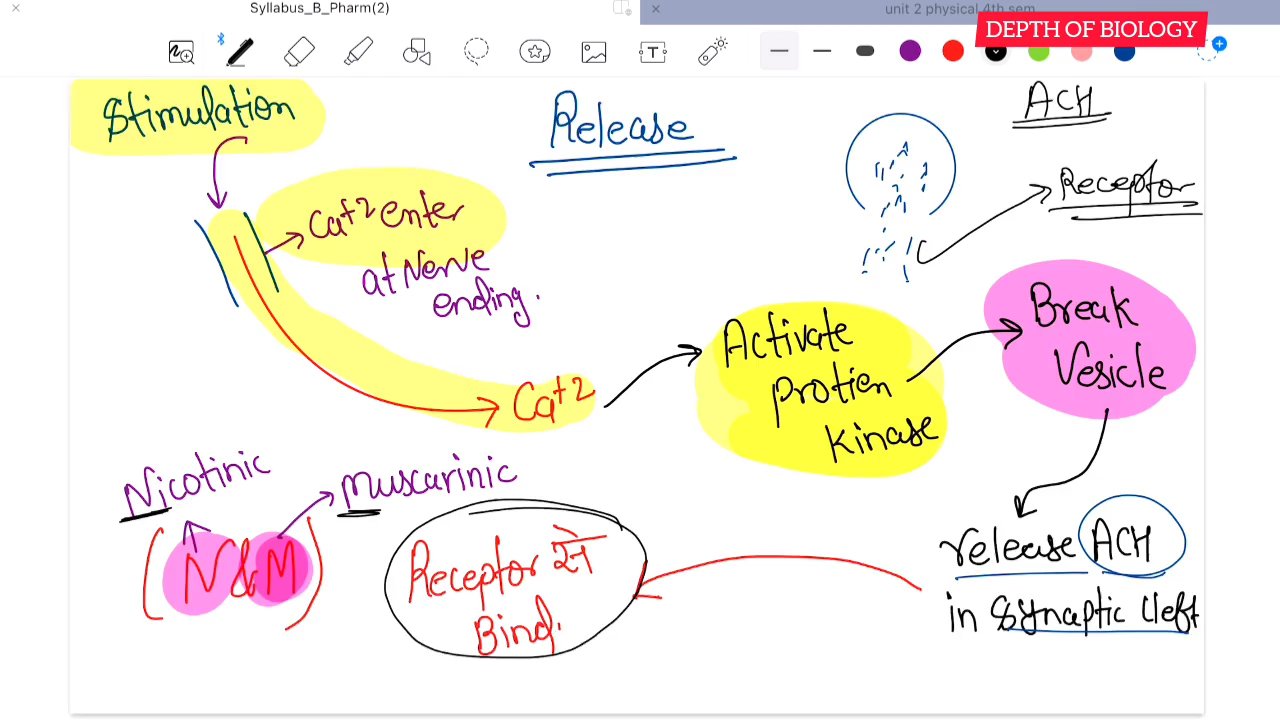 Syllabus_B_Pharm(2)
unit 2 physical 4th sem
DEPTH OF BIOLOGY
Stimulation
Release
ACH
Receptor
Ca+2 enter
at Nerve
ending.
Ca+2
Activate
protien
kinase
Break
Vesicle
release ACH
in synaptic cleft
Receptor से
Bind.
Nicotinic
Muscarinic
(N & M)